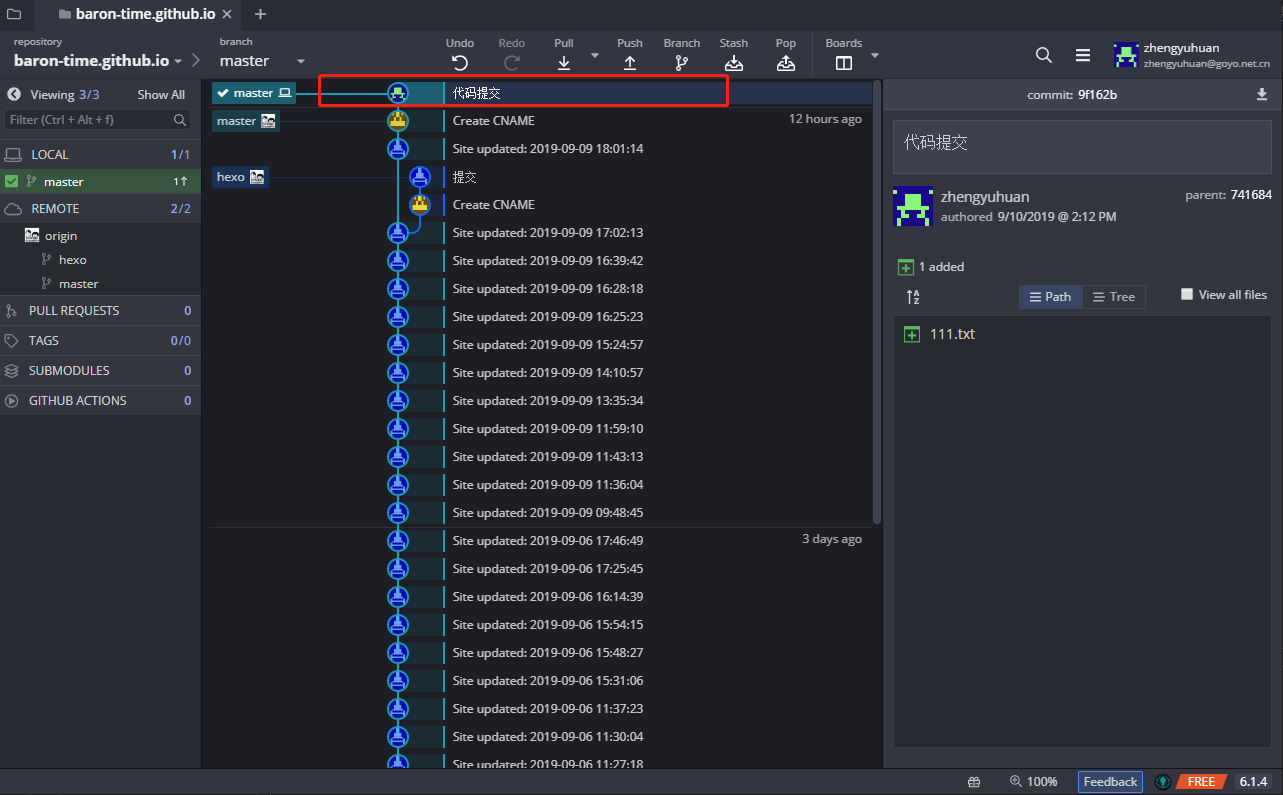 baron-time.github.io
repository
baron-time.github.io
branch
master
Undo
Redo
Pull
Push
Branch
Stash
Pop
Boards
zhengyuhuan
zhengyuhuan@goyo.net.cn
Viewing 3/3
Show All
Filter (Ctrl + Alt + f)
LOCAL 1/1
master 1↑
REMOTE 2/2
origin
hexo
master
PULL REQUESTS 0
TAGS 0/0
SUBMODULES 0
GITHUB ACTIONS 0
master 代码提交
master Create CNAME 12 hours ago
Site updated: 2019-09-09 18:01:14
hexo 提交
Create CNAME
Site updated: 2019-09-09 17:02:13
Site updated: 2019-09-09 16:39:42
Site updated: 2019-09-09 16:28:18
Site updated: 2019-09-09 16:25:23
Site updated: 2019-09-09 15:24:57
Site updated: 2019-09-09 14:10:57
Site updated: 2019-09-09 13:35:34
Site updated: 2019-09-09 11:59:10
Site updated: 2019-09-09 11:43:13
Site updated: 2019-09-09 11:36:04
Site updated: 2019-09-09 09:48:45
Site updated: 2019-09-06 17:46:49 3 days ago
Site updated: 2019-09-06 17:25:45
Site updated: 2019-09-06 16:14:39
Site updated: 2019-09-06 15:54:15
Site updated: 2019-09-06 15:48:27
Site updated: 2019-09-06 15:31:06
Site updated: 2019-09-06 11:37:23
Site updated: 2019-09-06 11:30:04
Site updated: 2019-09-06 11:27:18
commit: 9f162b
代码提交
zhengyuhuan
authored 9/10/2019 @ 2:12 PM
parent: 741684
1 added
Path
Tree
View all files
111.txt
100%
Feedback
FREE
6.1.4